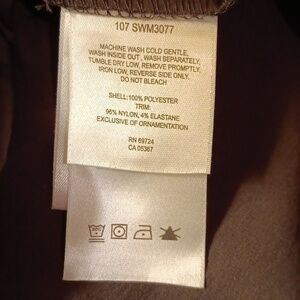 107 SWM3077
MACHINE WASH COLD GENTLE,
WASH INSIDE OUT , WASH SEPARATELY,
TUMBLE DRY LOW, REMOVE PROMPTLY,
IRON LOW, REVERSE SIDE ONLY,
DO NOT BLEACH
SHELL:100% POLYESTER
TRIM:
96% NYLON, 4% ELASTANE
EXCLUSIVE OF ORNAMENTATION
RN 69724
CA 05367